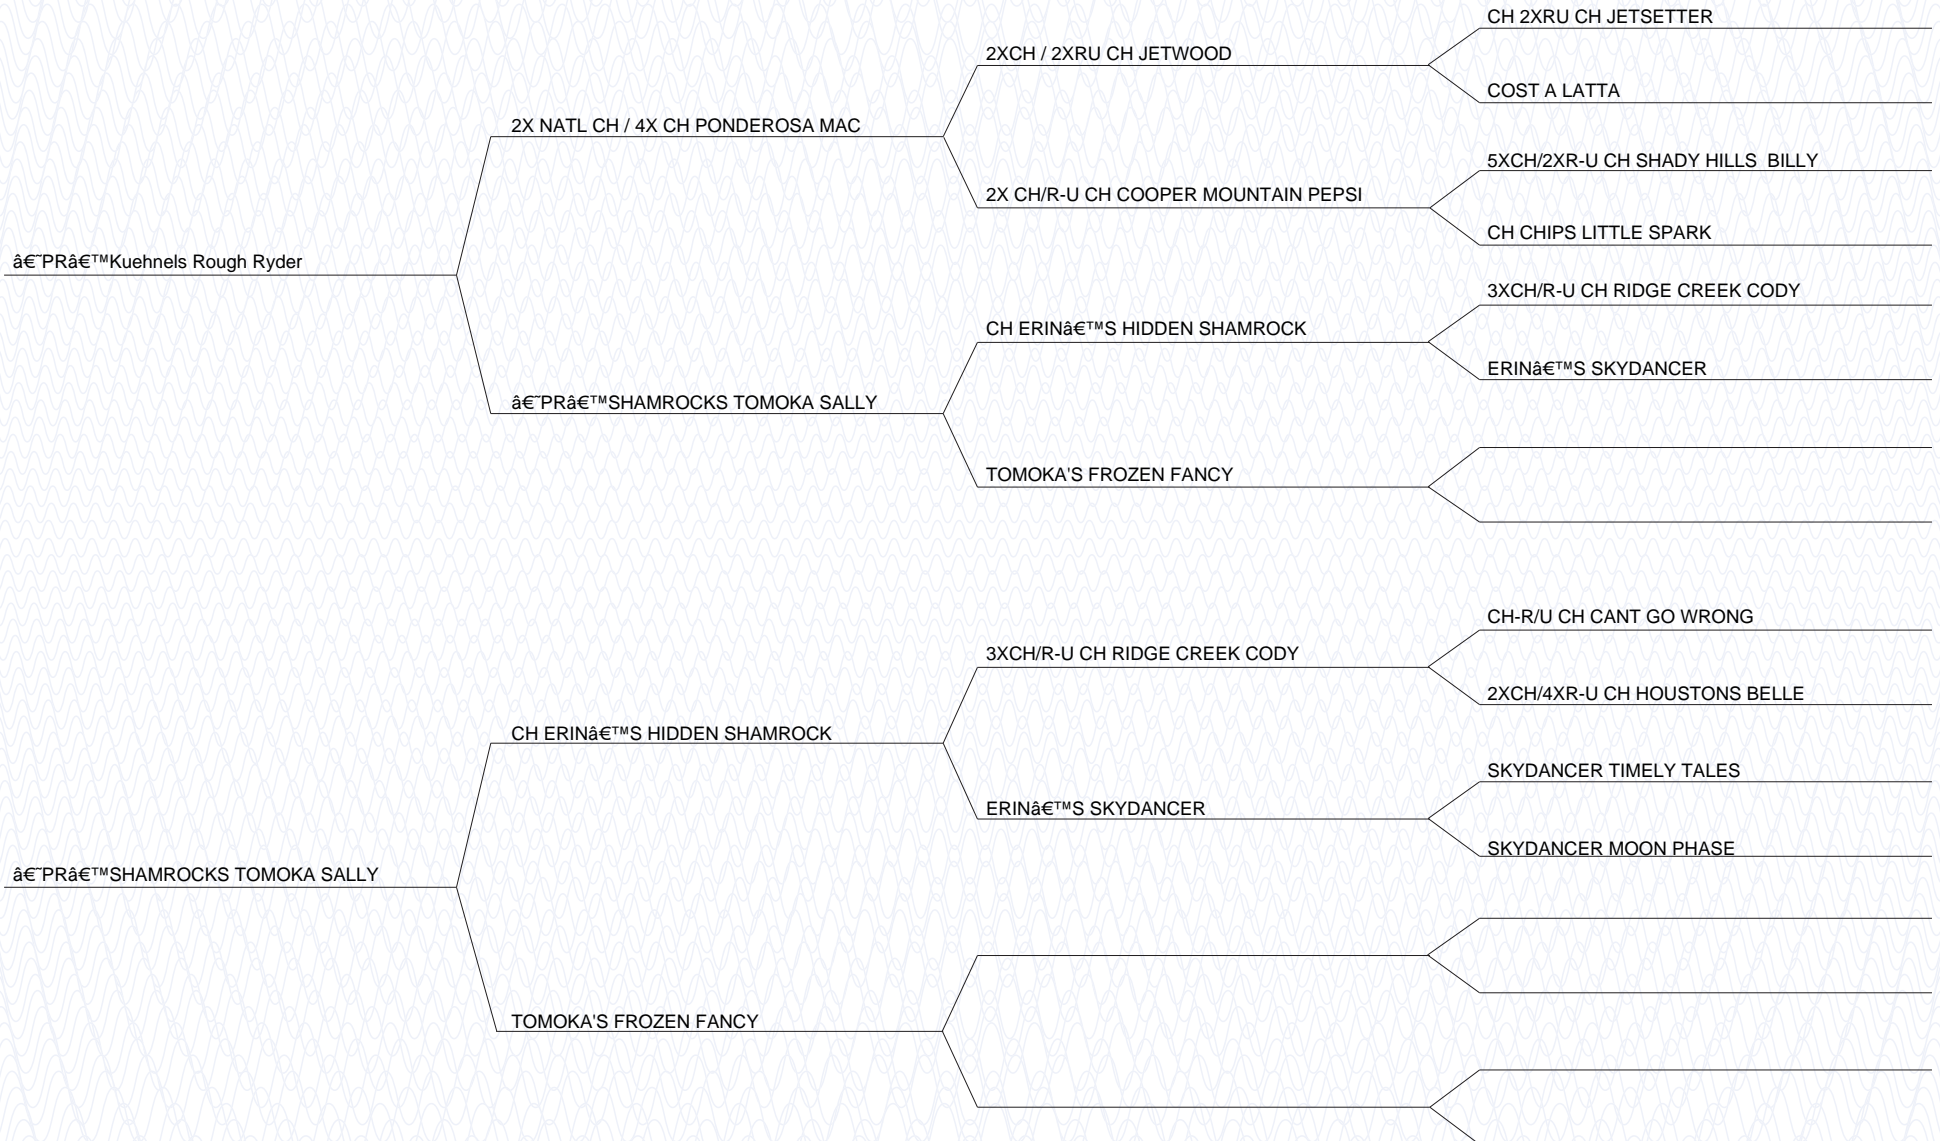 CH 2XRU CH JETSETTER
2XCH / 2XRU CH JETWOOD
COST A LATTA
2X NATL CH / 4X CH PONDEROSA MAC
5XCH/2XR-U CH SHADY HILLS  BILLY
2X CH/R-U CH COOPER MOUNTAIN PEPSI
CH CHIPS LITTLE SPARK
â€˜PRâ€™Kuehnels Rough Ryder
3XCH/R-U CH RIDGE CREEK CODY
CH ERINâ€™S HIDDEN SHAMROCK
ERINâ€™S SKYDANCER
â€˜PRâ€™SHAMROCKS TOMOKA SALLY
TOMOKA'S FROZEN FANCY
CH-R/U CH CANT GO WRONG
3XCH/R-U CH RIDGE CREEK CODY
2XCH/4XR-U CH HOUSTONS BELLE
CH ERINâ€™S HIDDEN SHAMROCK
SKYDANCER TIMELY TALES
ERINâ€™S SKYDANCER
SKYDANCER MOON PHASE
â€˜PRâ€™SHAMROCKS TOMOKA SALLY
TOMOKA'S FROZEN FANCY